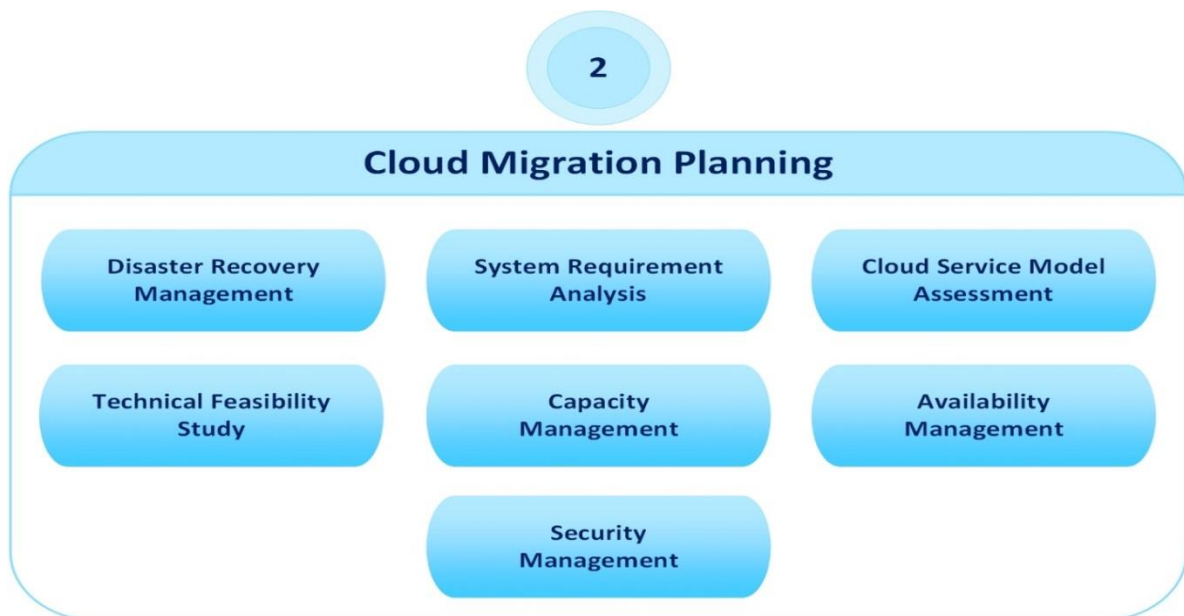 2
Cloud Migration Planning
Disaster Recovery
Management
System Requirement
Analysis
Cloud Service Model
Assessment
Technical Feasibility
Study
Capacity
Management
Availability
Management
Security
Management